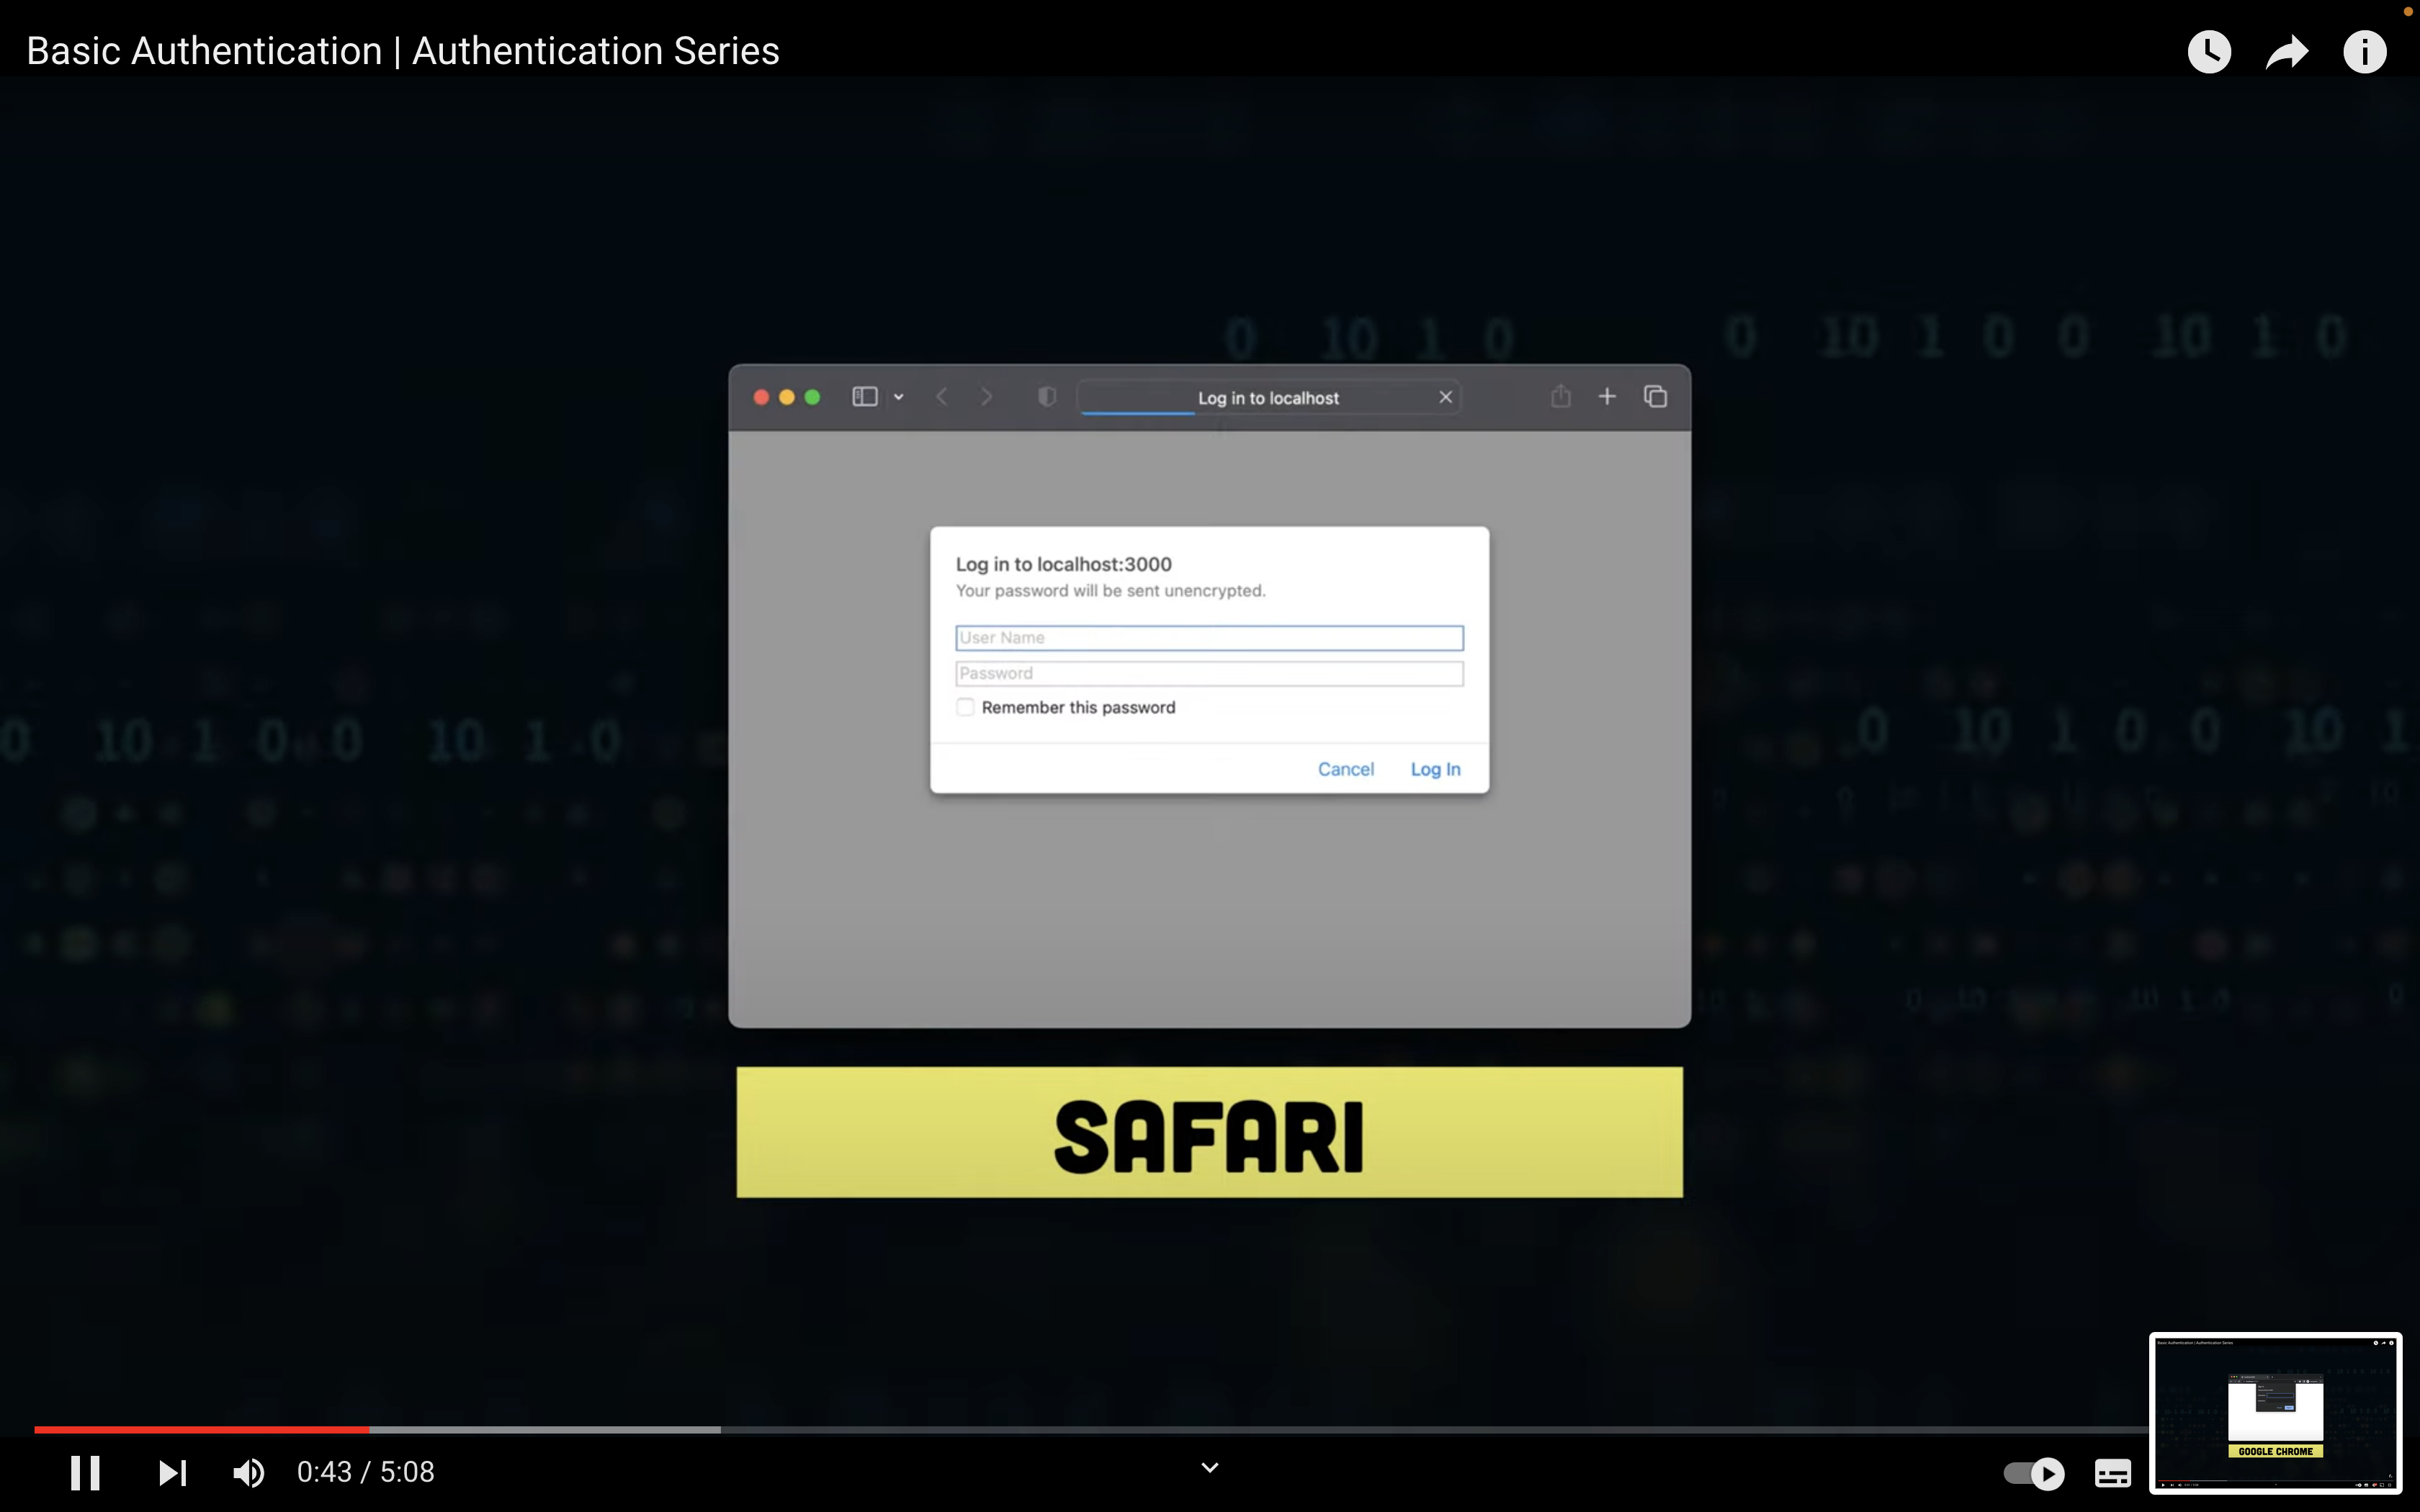 Basic Authentication | Authentication Series
0 10 1 0
0 10 1 0 0 10 1 0
Log in to localhost
Log in to localhost:3000
Your password will be sent unencrypted.
User Name
Password
Remember this password
0 10 1 0 0 10 1 0
0 10 1 0 0 10 1
Cancel
Log In
SAFARI
GOOGLE CHROME
0:43 / 5:08